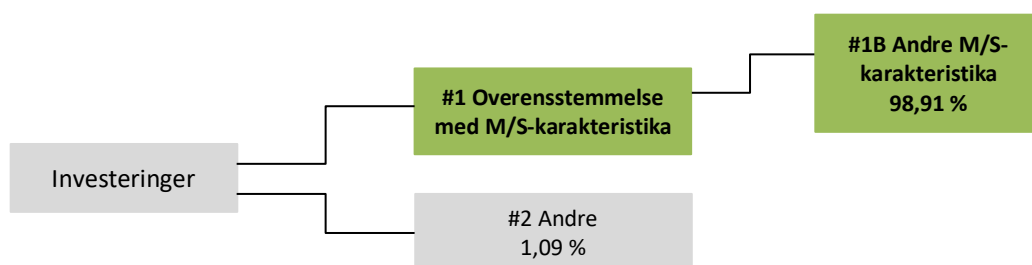 Investeringer
#1 Overensstemmelse
med M/S-karakteristika
#2 Andre
1,09 %
#1B Andre M/S-
karakteristika
98,91 %